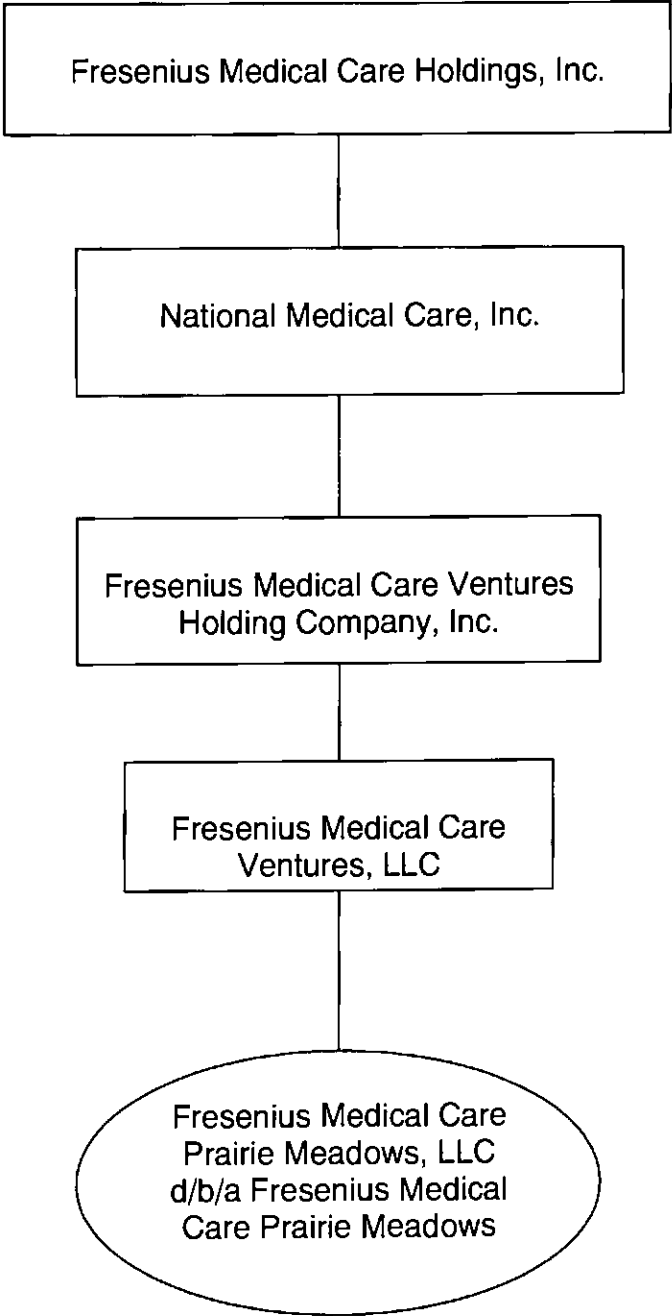 Fresenius Medical Care Holdings, Inc.
National Medical Care, Inc.
Fresenius Medical Care Ventures
Holding Company, Inc.
Fresenius Medical Care
Ventures, LLC
Fresenius Medical Care
Prairie Meadows, LLC
d/b/a Fresenius Medical
Care Prairie Meadows